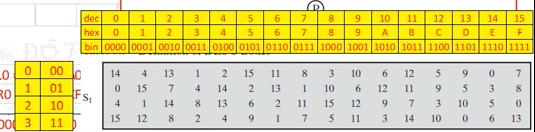 P
dec 0 1 2 3 4 5 6 7 8 9 10 11 12 13 14 15
hex 0 1 2 3 4 5 6 7 8 9 A B C D E F
bin 0000 0001 0010 0011 0100 0101 0110 0111 1000 1001 1010 1011 1100 1101 1110 1111
0 00
1 01
2 10
3 11
S1
14 4 13 1 2 15 11 8 3 10 6 12 5 9 0 7
0 15 7 4 14 2 13 1 10 6 12 11 9 5 3 8
4 1 14 8 13 6 2 11 15 12 9 7 3 10 5 0
15 12 8 2 4 9 1 7 5 11 3 14 10 0 6 13